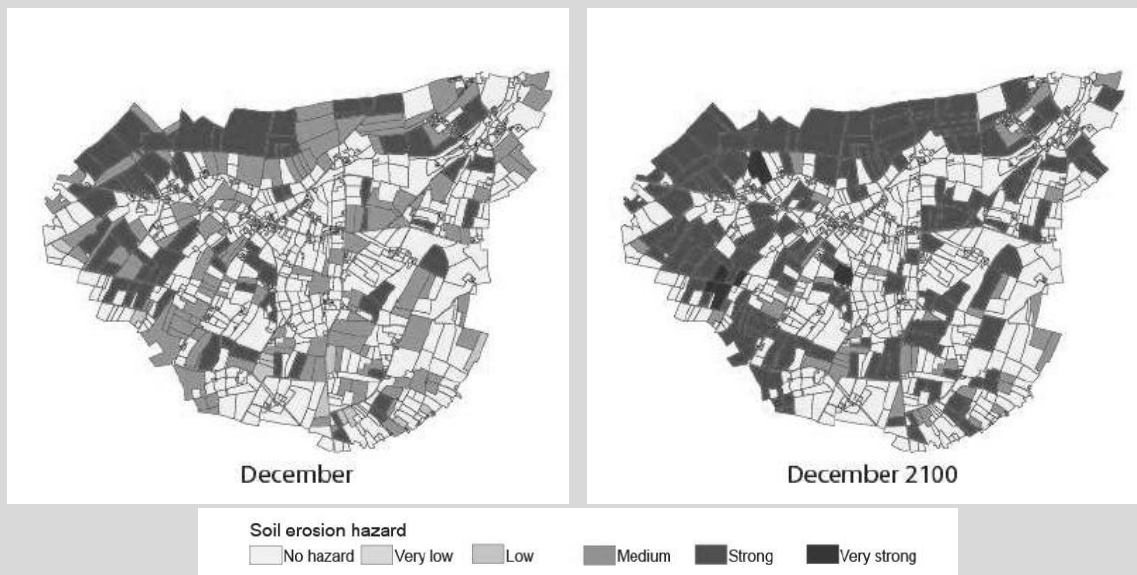 December
December 2100
Soil erosion hazard
No hazard Very low Low Medium Strong Very strong